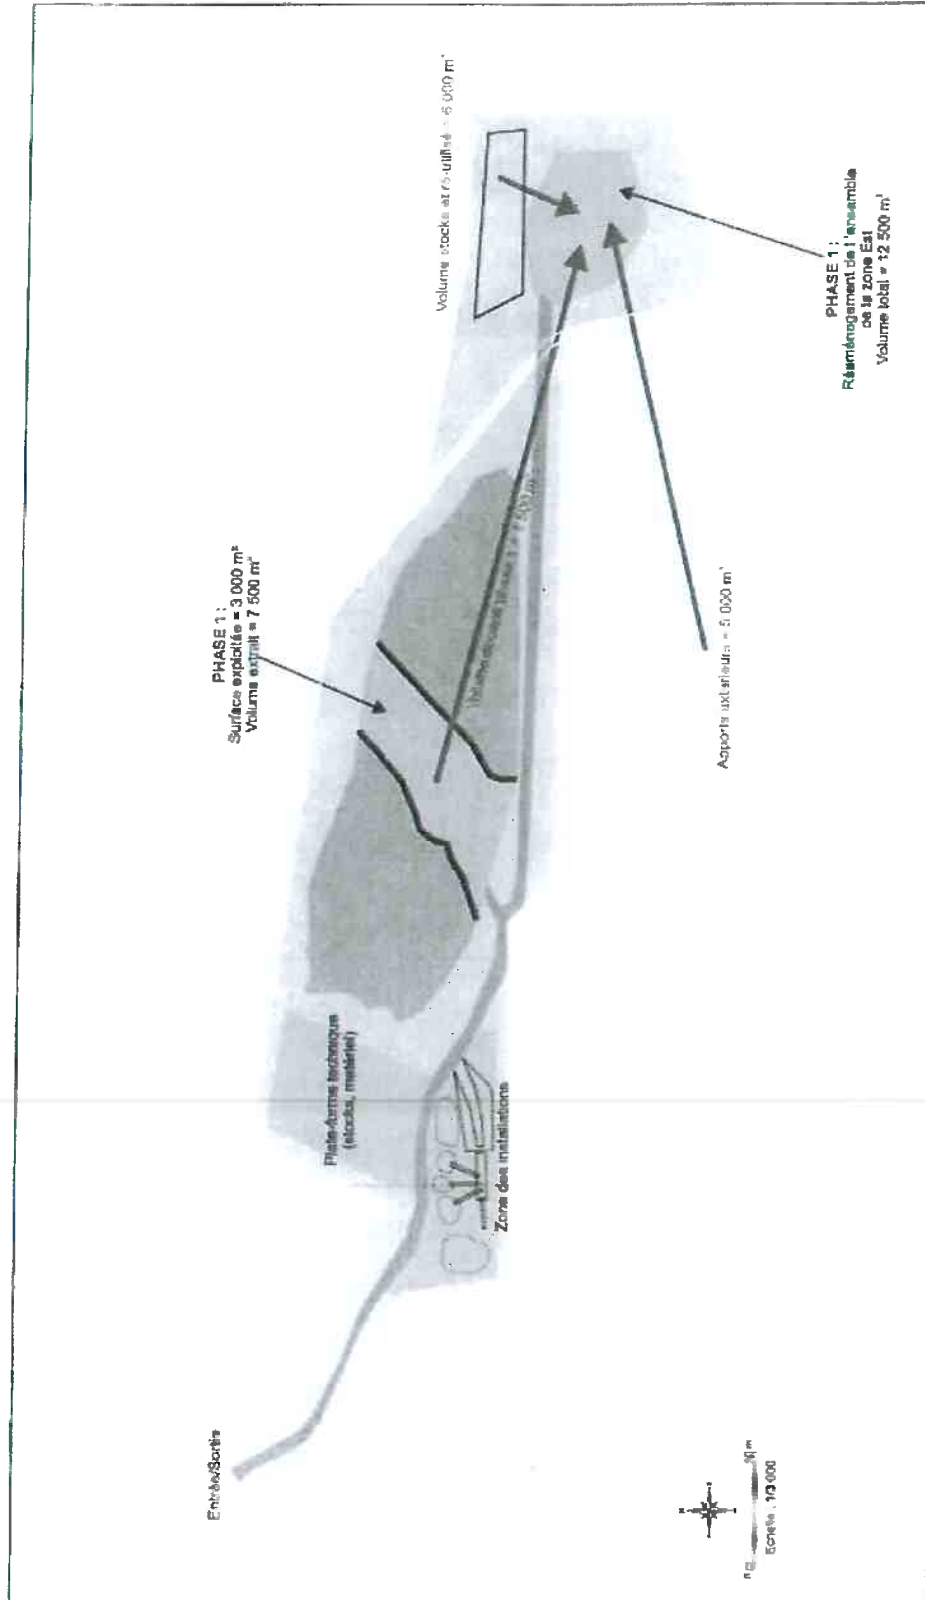 Entrée/Sortie
PHASE 1 :
Surface exploitée = 3 000 m²
Volume extrait = 7 500 m³
Volume stocké et ré-utilisé = 6 000 m³
Plate-forme technique
(stocks, matériel)
Zone des installations
Apports extérieurs = 5 000 m³
PHASE 1 :
Réaménagement de l'ensemble
de la zone Est
Volume total = 12 500 m³
Echelle : 1/3 000